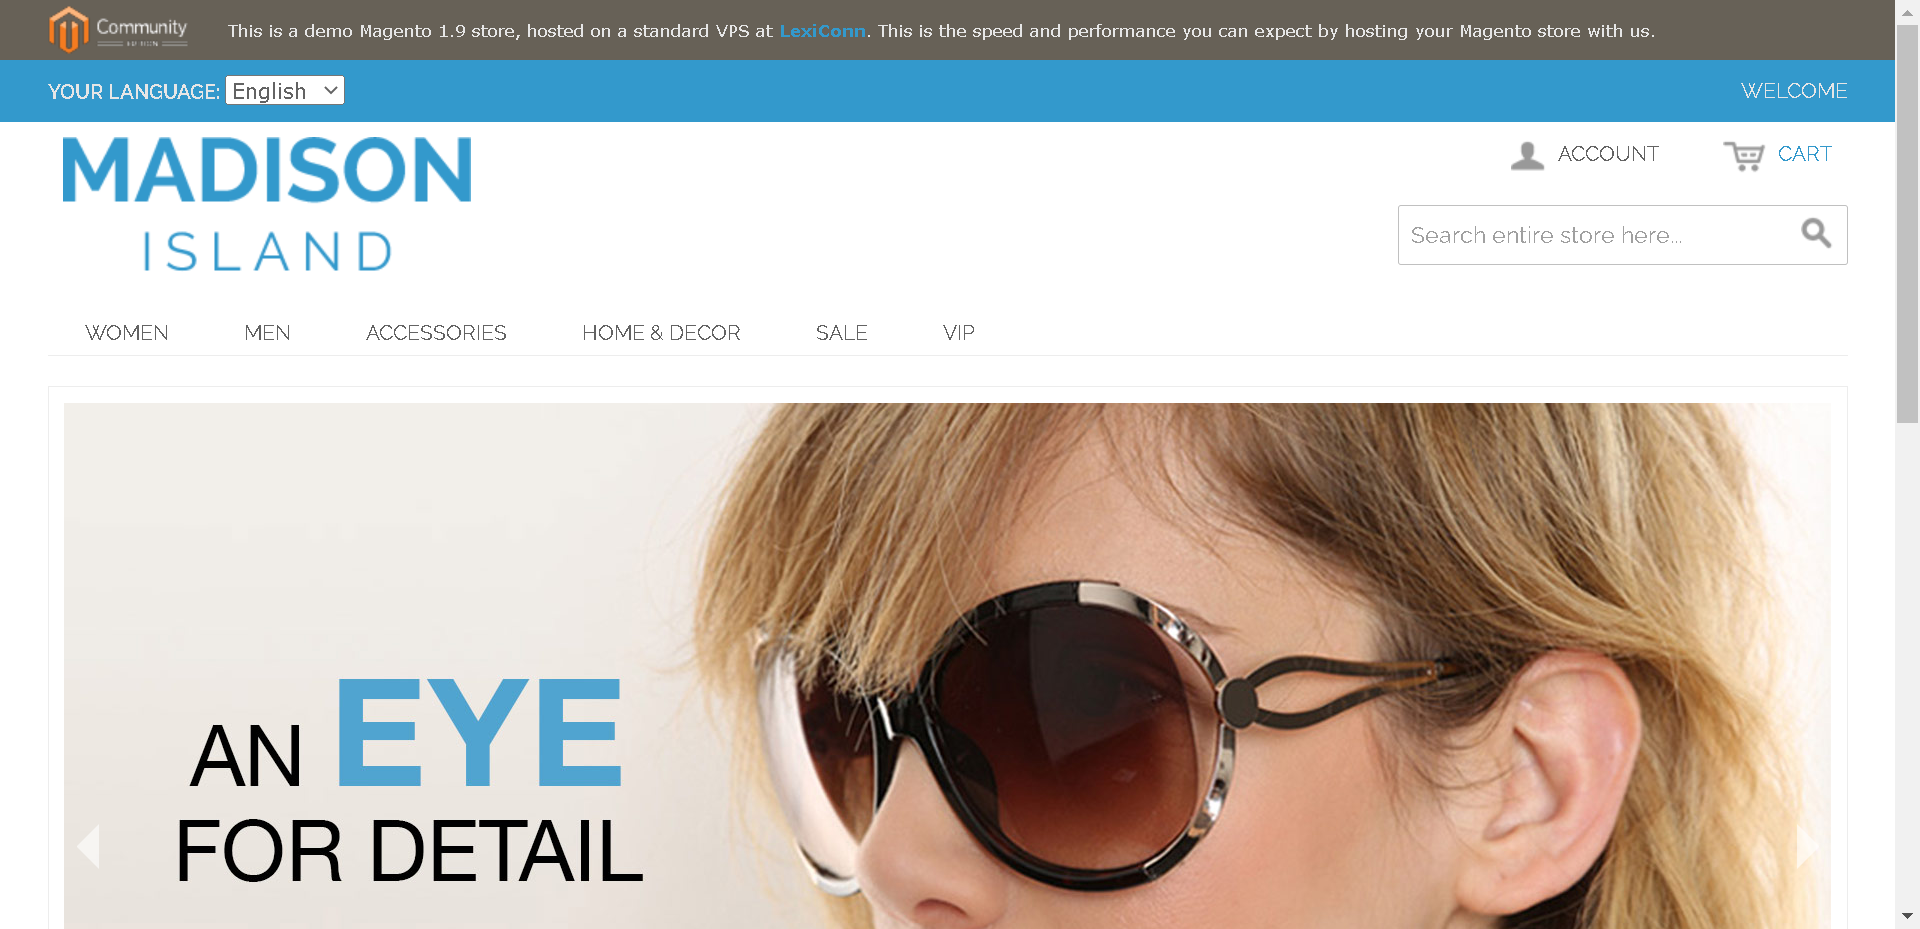 Community
This is a demo Magento 1.9 store, hosted on a standard VPS at LexiConn. This is the speed and performance you can expect by hosting your Magento store with us.
YOUR LANGUAGE: English
WELCOME
MADISON
ISLAND
ACCOUNT
CART
Search entire store here...
WOMEN MEN ACCESSORIES HOME & DECOR SALE VIP
AN EYE
FOR DETAIL